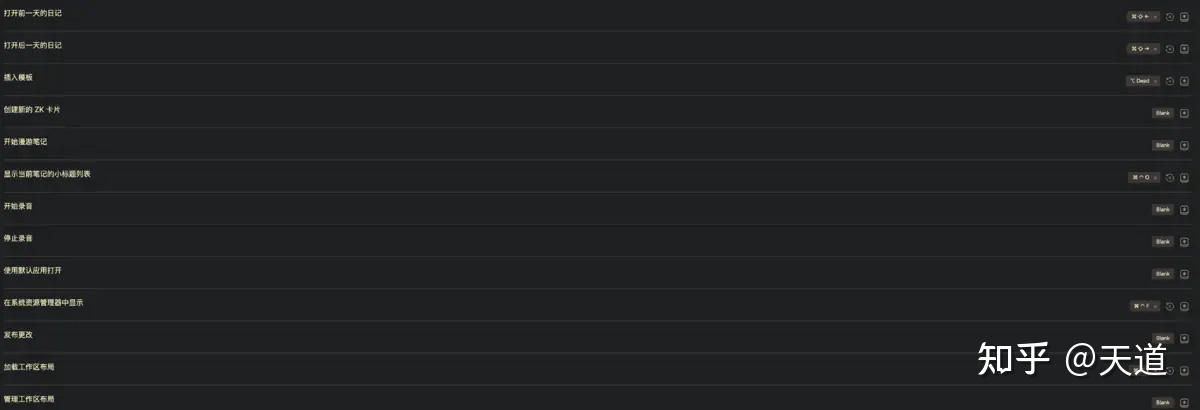 打开前一天的日记
打开后一天的日记
插入模板 ⌥ Dead
创建新的 ZK 卡片 Blank
开始漫游笔记 Blank
显示当前笔记的小标题列表
开始录音 Blank
停止录音 Blank
使用默认应用打开 Blank
在系统资源管理器中显示
发布更改 Blank
加载工作区布局
管理工作区布局 Blank
知乎 @天道